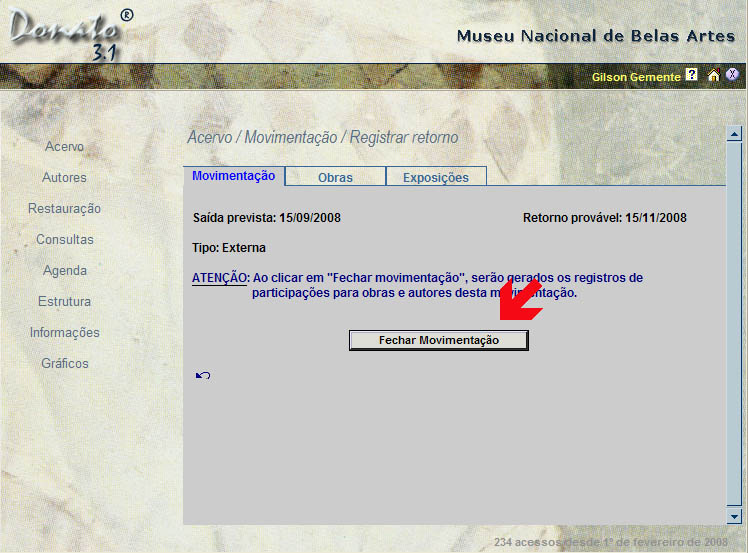 Donato ®
3.1
Museu Nacional de Belas Artes
Gilson Gemente ? X
Acervo
Autores
Restauração
Consultas
Agenda
Estrutura
Informações
Gráficos
Acervo / Movimentação / Registrar retorno
Movimentação Obras Exposições
Saída prevista: 15/09/2008 Retorno provável: 15/11/2008
Tipo: Externa
ATENÇÃO: Ao clicar em "Fechar movimentação", serão gerados os registros de
participações para obras e autores desta movimentação.
Fechar Movimentação
234 acessos desde 1º de fevereiro de 2008